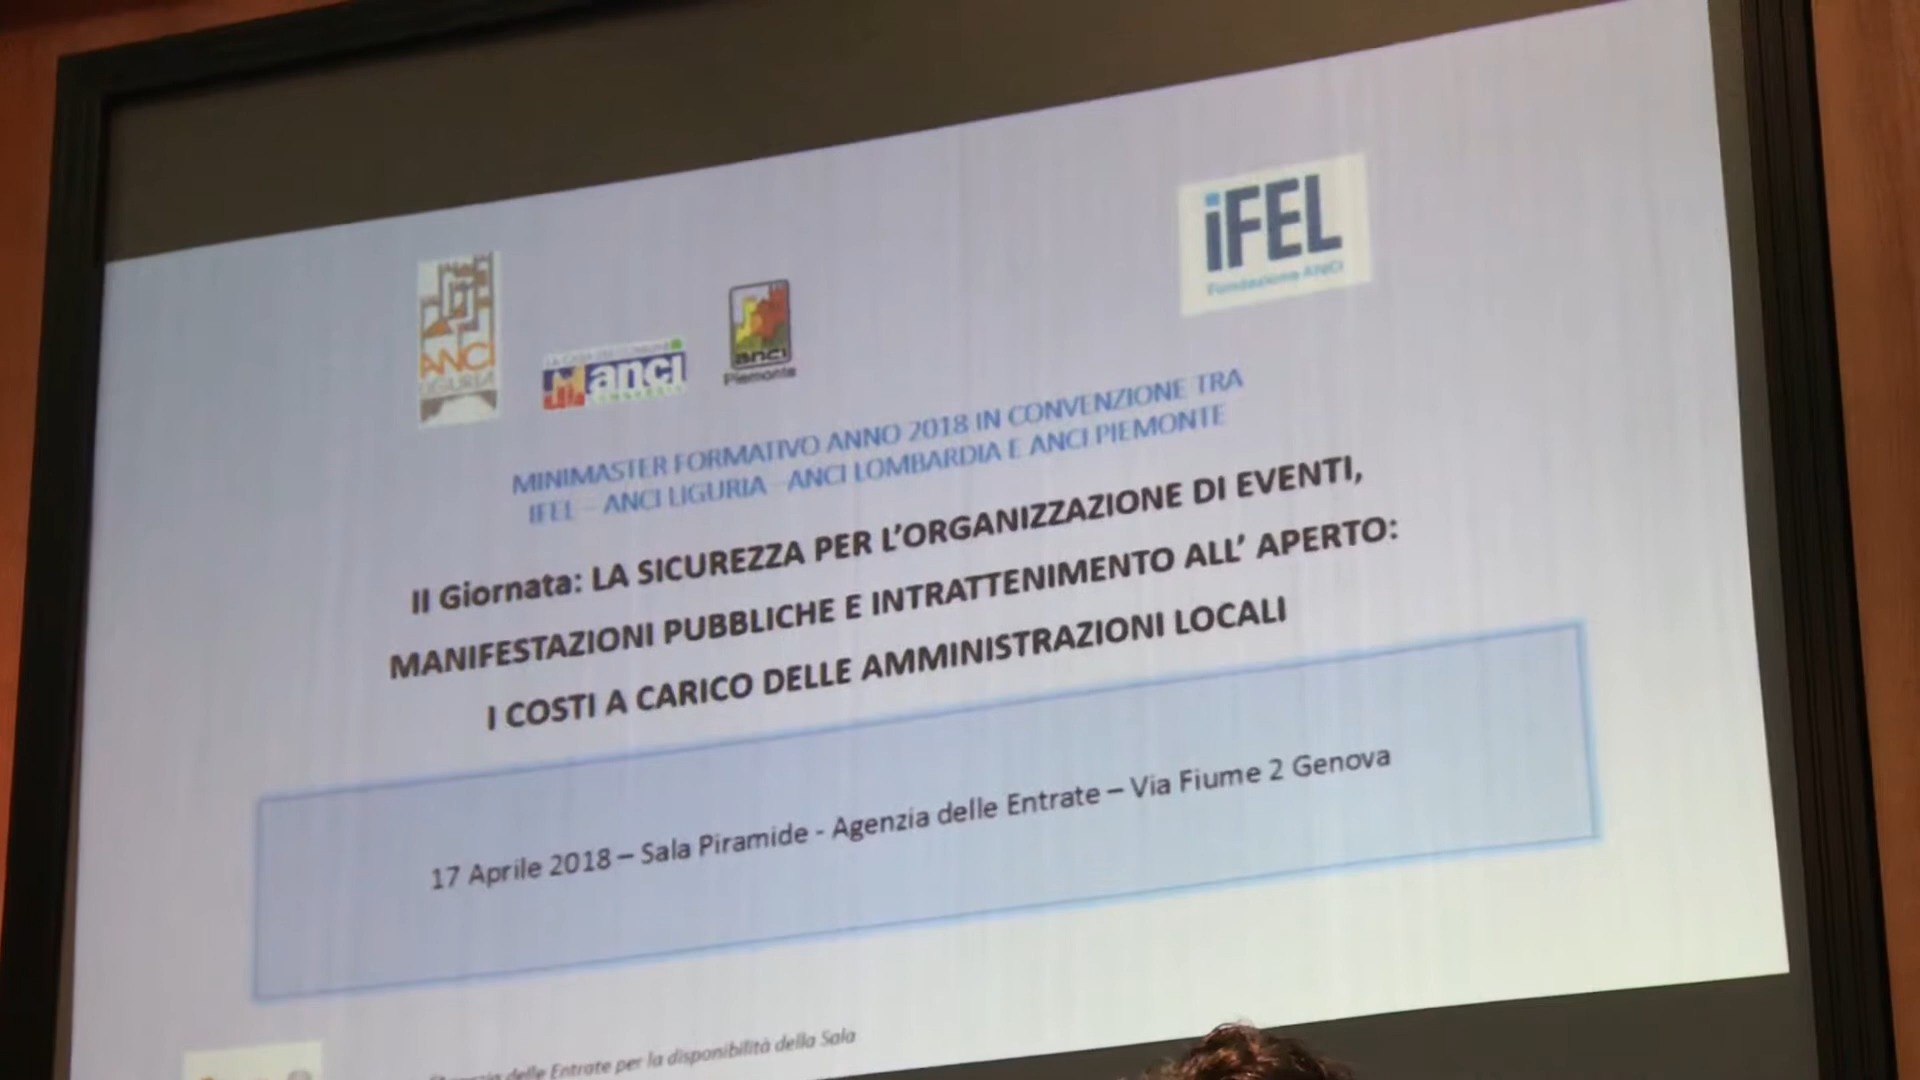 ANCI
LIGURIA
anci
anci
Piemonte
iFEL
Fondazione ANCI
MINIMASTER FORMATIVO ANNO 2018 IN CONVENZIONE TRA
IFEL – ANCI LIGURIA - ANCI LOMBARDIA E ANCI PIEMONTE
II Giornata: LA SICUREZZA PER L’ORGANIZZAZIONE DI EVENTI,
MANIFESTAZIONI PUBBLICHE E INTRATTENIMENTO ALL’ APERTO:
I COSTI A CARICO DELLE AMMINISTRAZIONI LOCALI
17 Aprile 2018 – Sala Piramide - Agenzia delle Entrate – Via Fiume 2 Genova
delle Entrate per la disponibilità della Sala